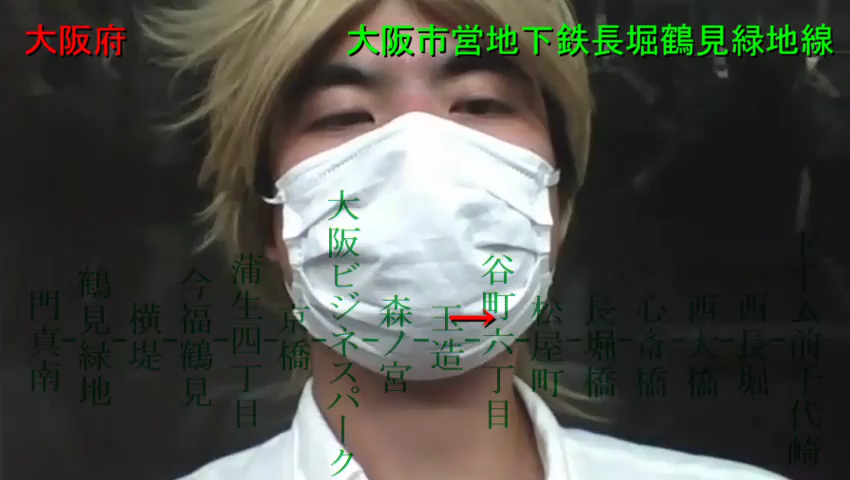 大阪府
大阪市営地下鉄長堀鶴見緑地線
門真南
鶴見緑地
横堤
今福鶴見
蒲生四丁目
京橋
大阪ビジネスパーク
森ノ宮
玉造
谷町六丁目
松屋町
長堀橋
心斎橋
西大橋
西長堀
ドーム前千代崎